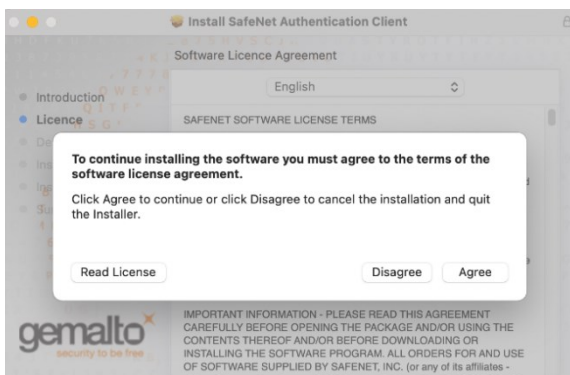 Install SafeNet Authentication Client
Software Licence Agreement
English
Introduction
Licence
SAFENET SOFTWARE LICENSE TERMS
To continue installing the software you must agree to the terms of the
software license agreement.
Click Agree to continue or click Disagree to cancel the installation and quit
the Installer.
Read License
Disagree
Agree
gemalto
security to be free
IMPORTANT INFORMATION - PLEASE READ THIS AGREEMENT
CAREFULLY BEFORE OPENING THE PACKAGE AND/OR USING THE
CONTENTS THEREOF AND/OR BEFORE DOWNLOADING OR
INSTALLING THE SOFTWARE PROGRAM. ALL ORDERS FOR AND USE
OF SOFTWARE SUPPLIED BY SAFENET, INC. (or any of its affiliates -